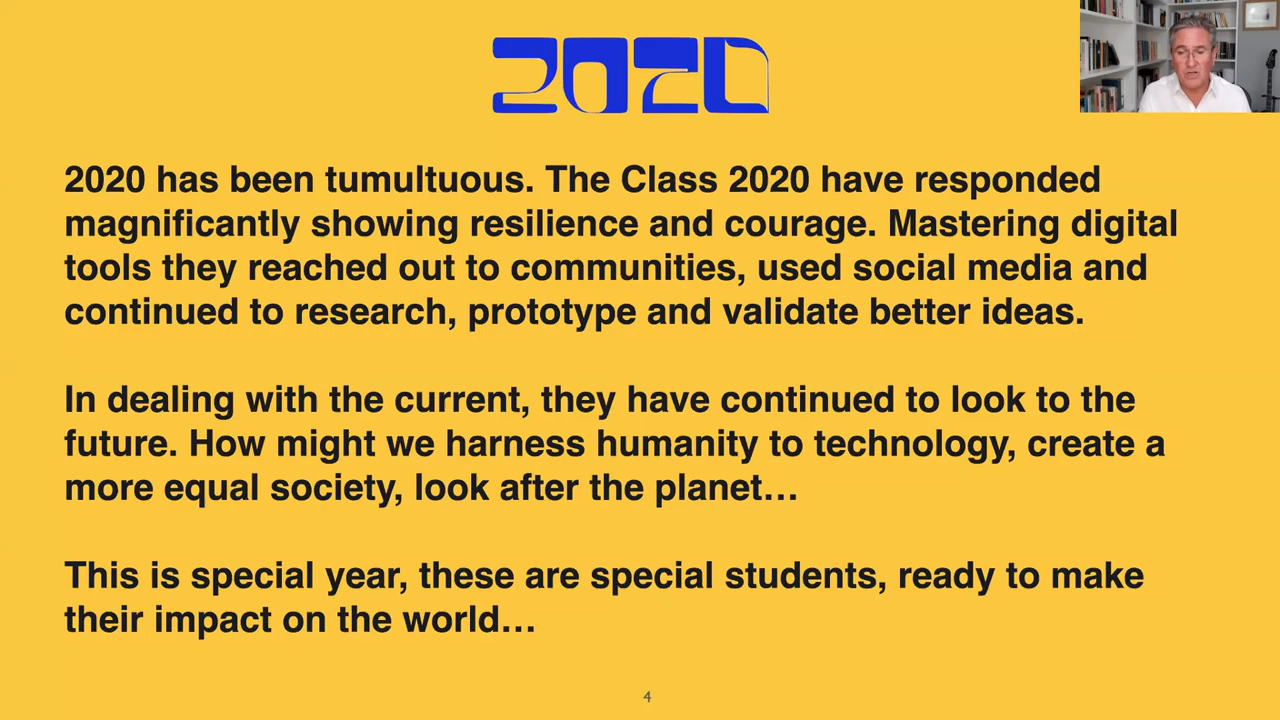 2020
2020 has been tumultuous. The Class 2020 have responded
magnificantly showing resilience and courage. Mastering digital
tools they reached out to communities, used social media and
continued to research, prototype and validate better ideas.
In dealing with the current, they have continued to look to the
future. How might we harness humanity to technology, create a
more equal society, look after the planet…
This is special year, these are special students, ready to make
their impact on the world…
4